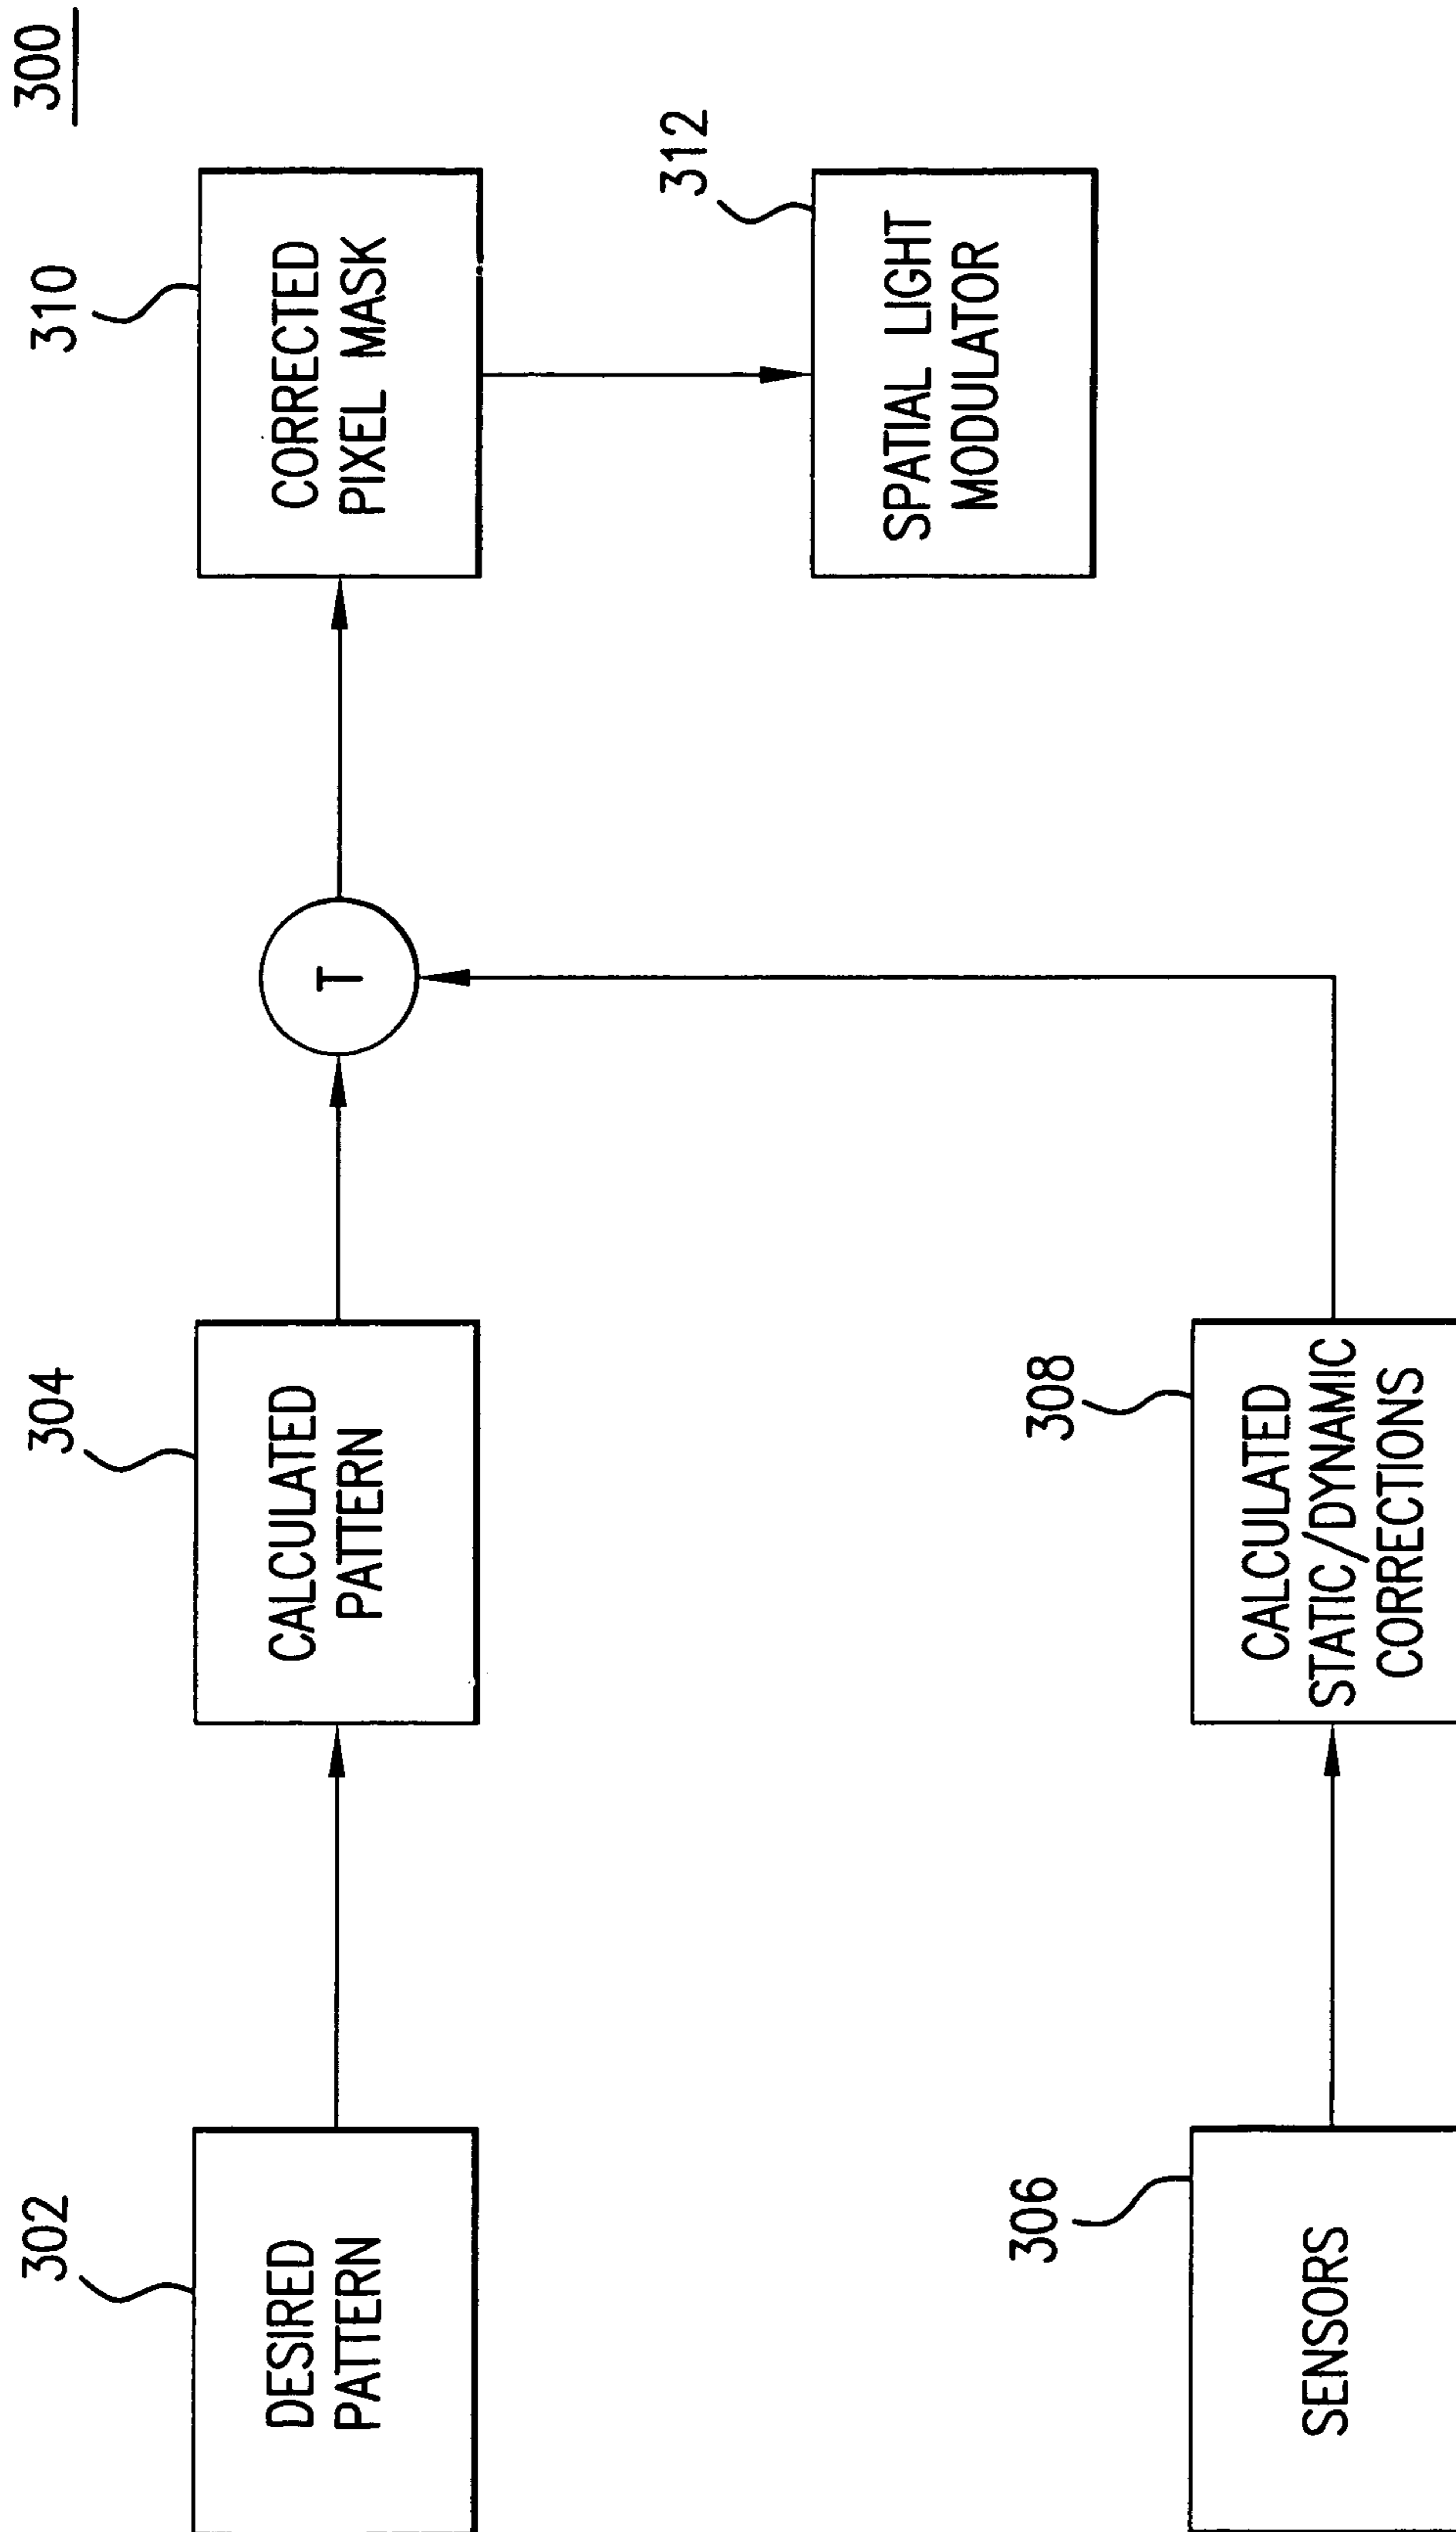 300
302
DESIRED
PATTERN
304
CALCULATED
PATTERN
T
310
CORRECTED
PIXEL MASK
312
SPATIAL LIGHT
MODULATOR
306
SENSORS
308
CALCULATED
STATIC/DYNAMIC
CORRECTIONS